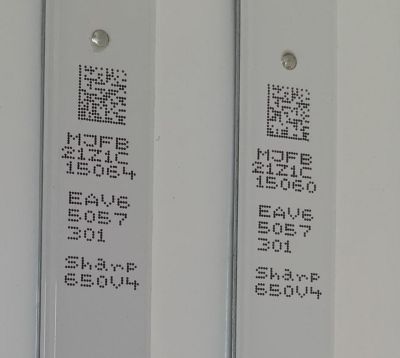 MJFB
21Z1C
15064
EAV6
5057
301
Sharp
650V4
MJFB
21Z1C
15060
EAV6
5057
301
Sharp
650V4